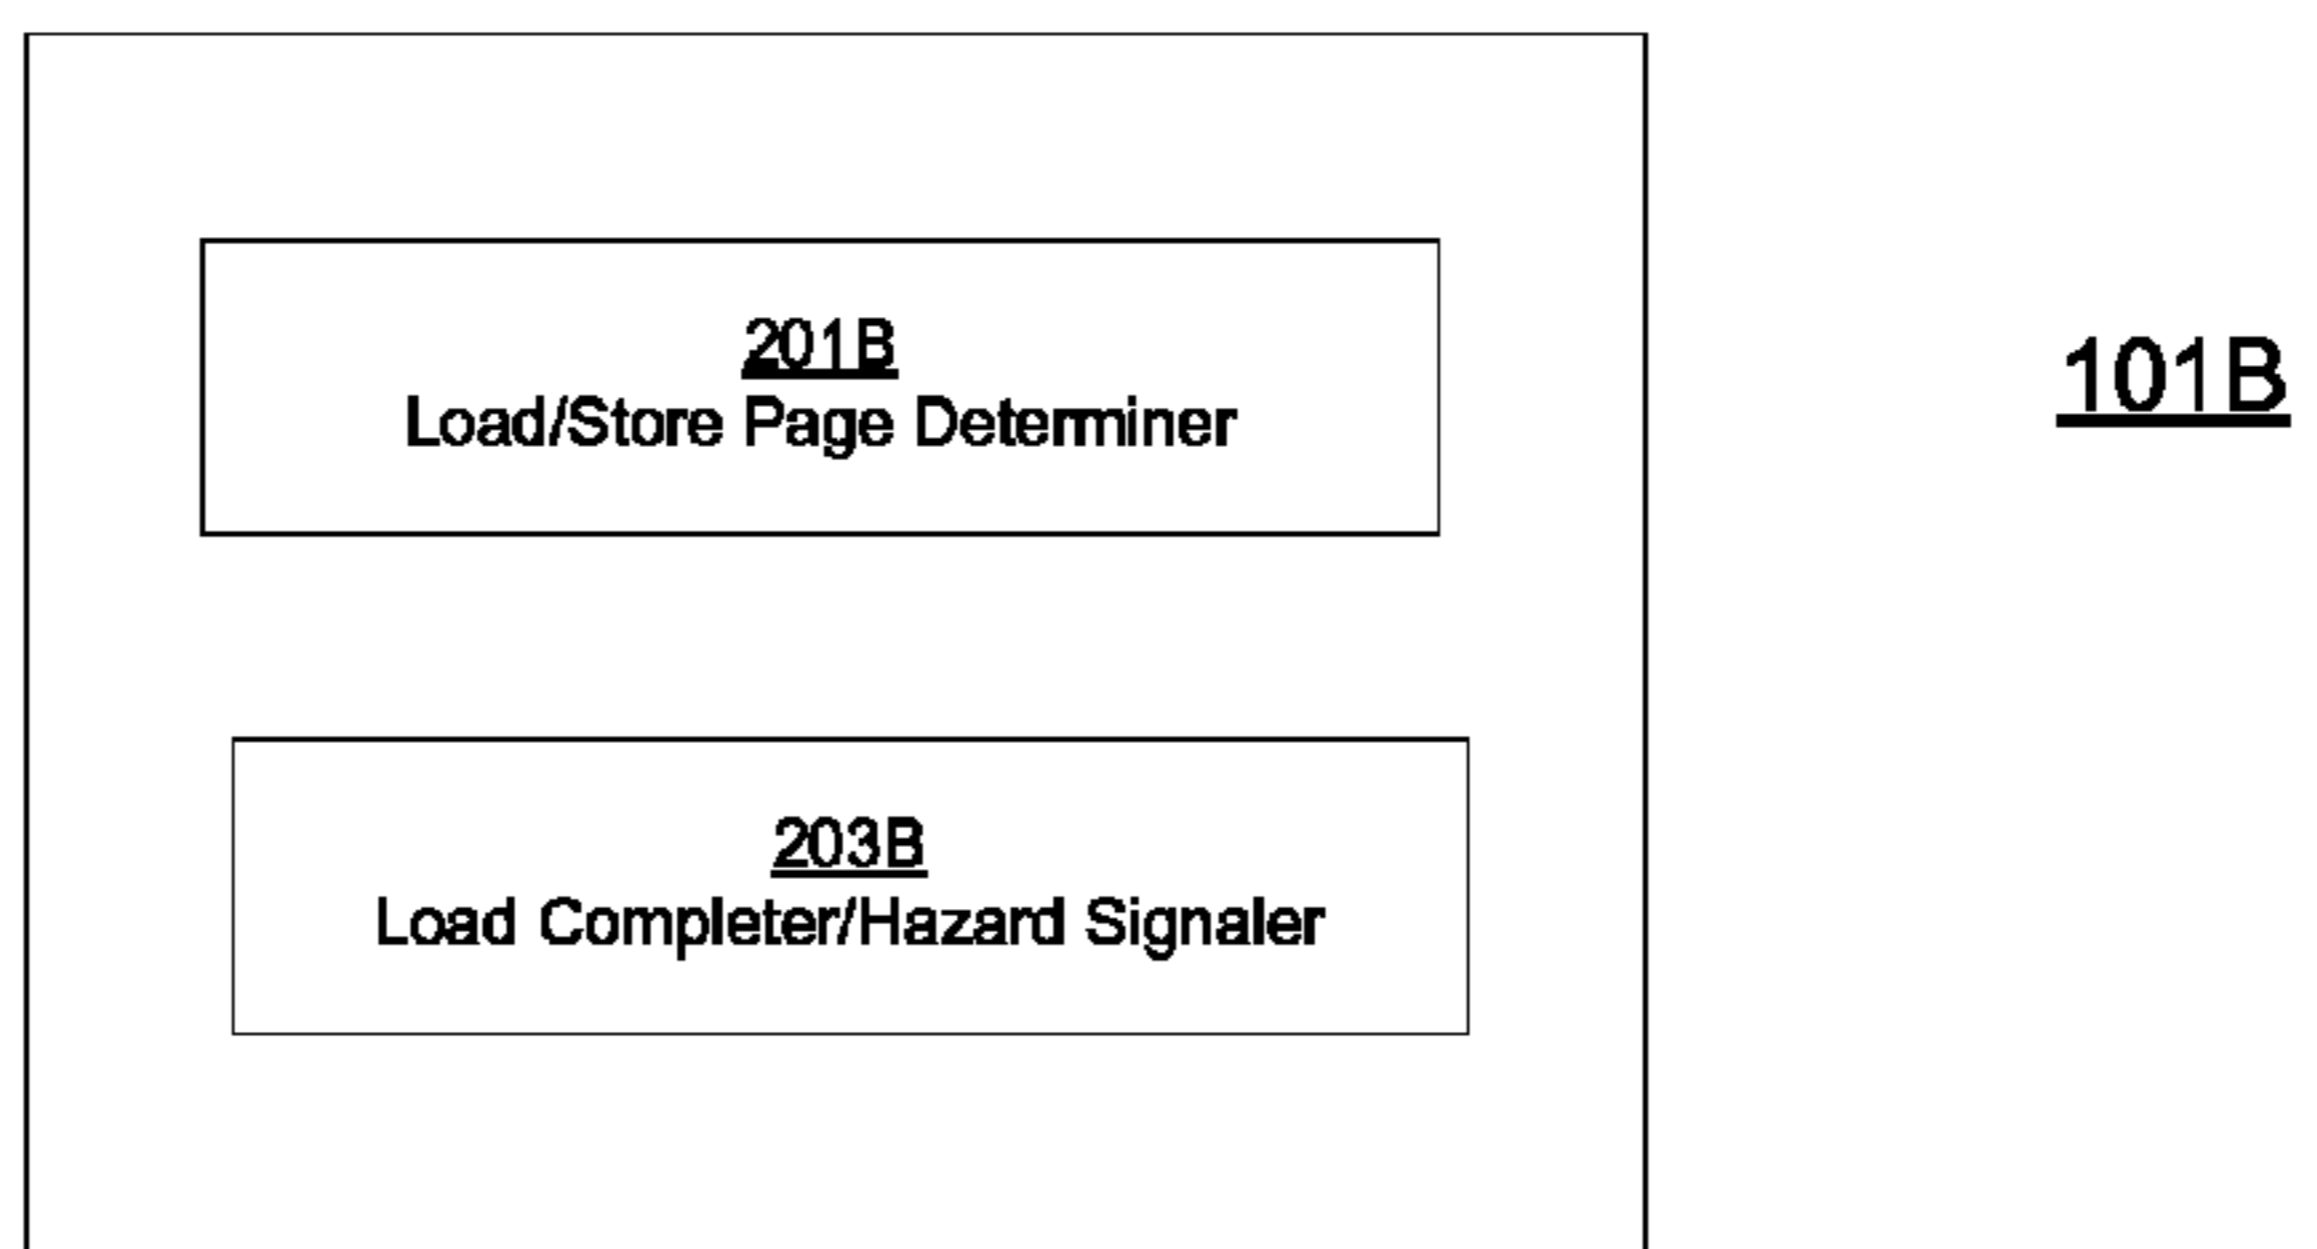 201B
Load/Store Page Determiner
101B
203B
Load Completer/Hazard Signaler